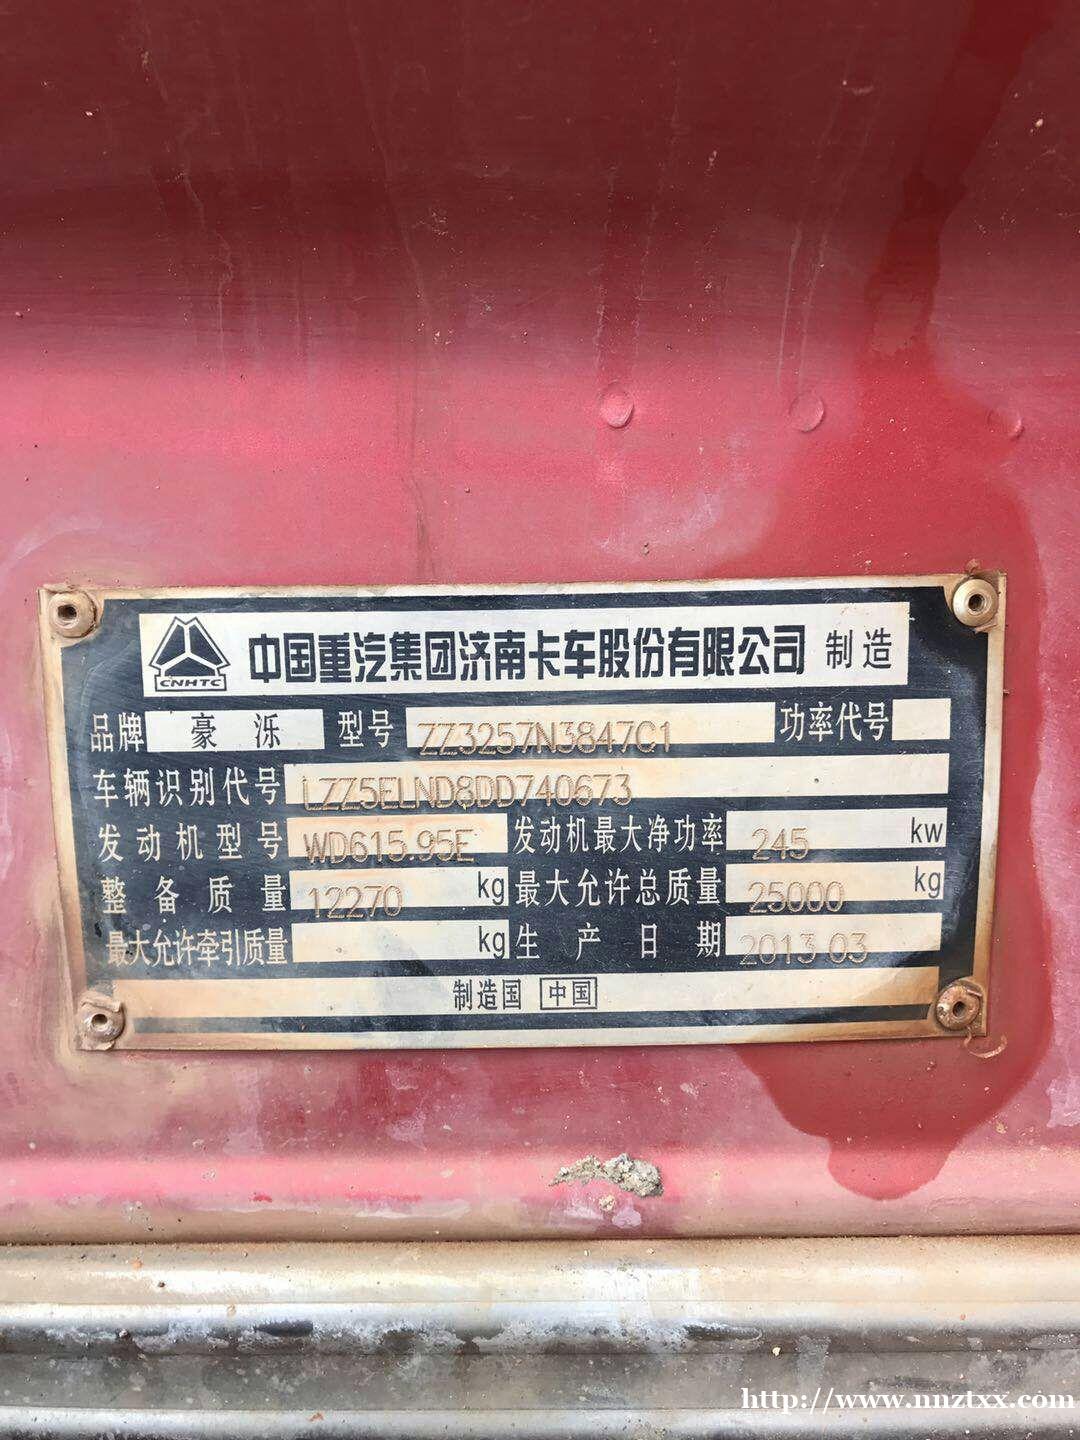 CNHTC 中国重汽集团济南卡车股份有限公司 制造
品牌 豪泺 型号 ZZ3257N3847C1 功率代号
车辆识别代号 LZZ5ELND8DD740673
发动机型号 WD615.95E 发动机最大净功率 245 kw
整备质量 12270 kg 最大允许总质量 25000 kg
最大允许牵引质量 kg 生产日期 2013 03
制造国 中国
http://www.nnztxx.com